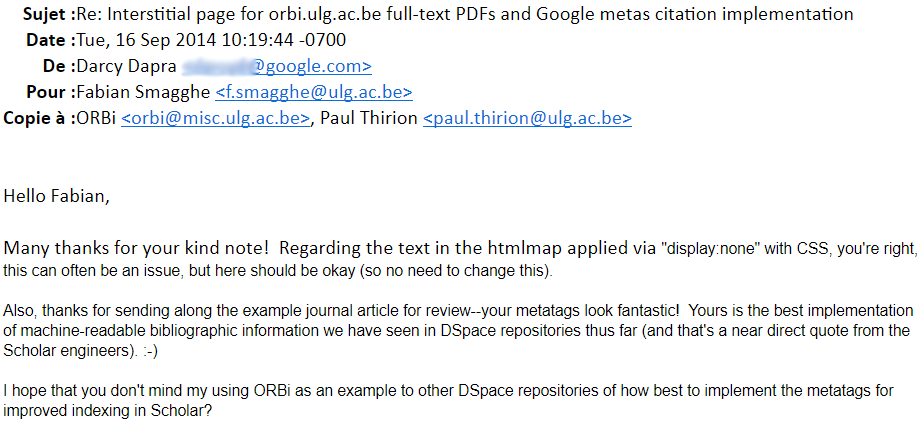 Sujet :Re: Interstitial page for orbi.ulg.ac.be full-text PDFs and Google metas citation implementation
Date :Tue, 16 Sep 2014 10:19:44 -0700
De :Darcy Dapra @google.com>
Pour :Fabian Smagghe <f.smagghe@ulg.ac.be>
Copie à :ORBi <orbi@misc.ulg.ac.be>, Paul Thirion <paul.thirion@ulg.ac.be>
Hello Fabian,
Many thanks for your kind note!  Regarding the text in the htmlmap applied via "display:none" with CSS, you're right,
this can often be an issue, but here should be okay (so no need to change this).
Also, thanks for sending along the example journal article for review--your metatags look fantastic!  Yours is the best implementation
of machine-readable bibliographic information we have seen in DSpace repositories thus far (and that's a near direct quote from the
Scholar engineers). :-)
I hope that you don't mind my using ORBi as an example to other DSpace repositories of how best to implement the metatags for
improved indexing in Scholar?